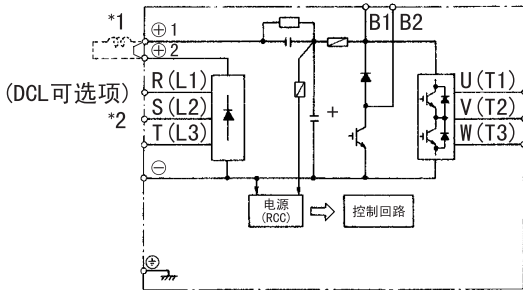 *1
⊕1
⊕2
B1 B2
(DCL可选项)
*2
R(L1)
S(L2)
T(L3)
U(T1)
V(T2)
W(T3)
+
⊖
电源
(RCC)
控制回路